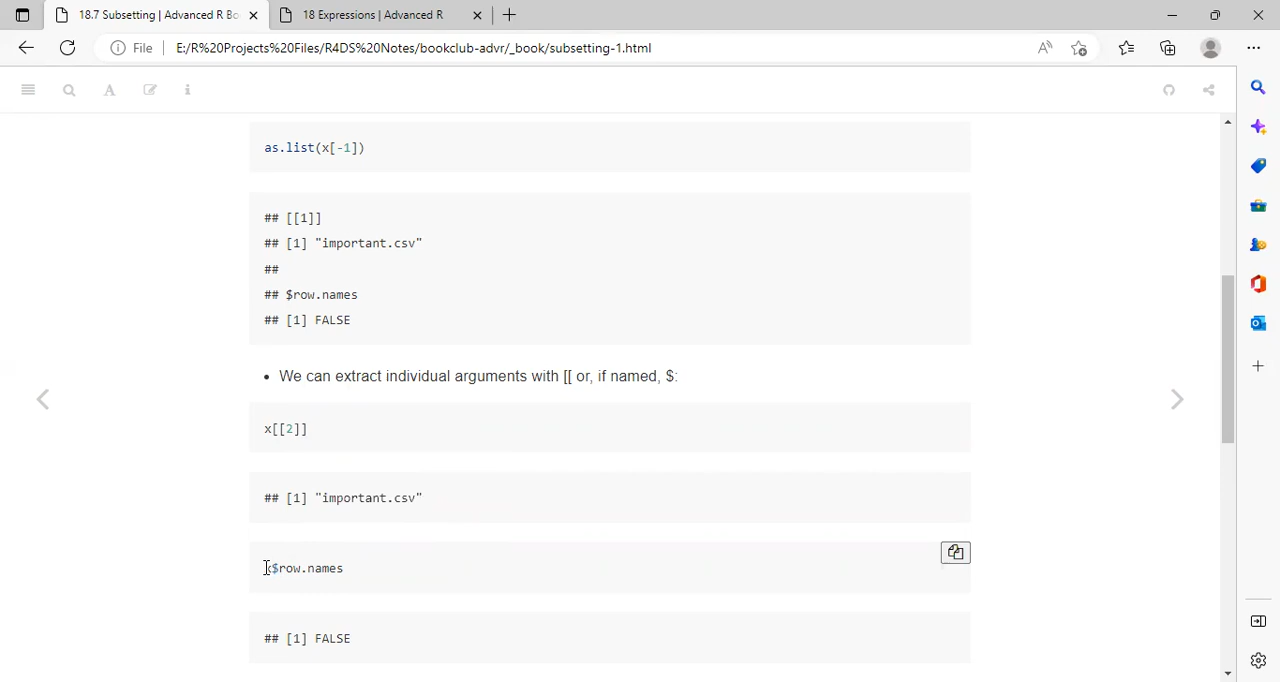 18.7 Subsetting | Advanced R Bo
18 Expressions | Advanced R
File
E:/R%20Projects%20Files/R4DS%20Notes/bookclub-advr/_book/subsetting-1.html
as.list(x[-1])
## [[1]]
## [1] "important.csv"
##
## $row.names
## [1] FALSE
• We can extract individual arguments with [[ or, if named, $:
x[[2]]
## [1] "important.csv"
x$row.names
## [1] FALSE